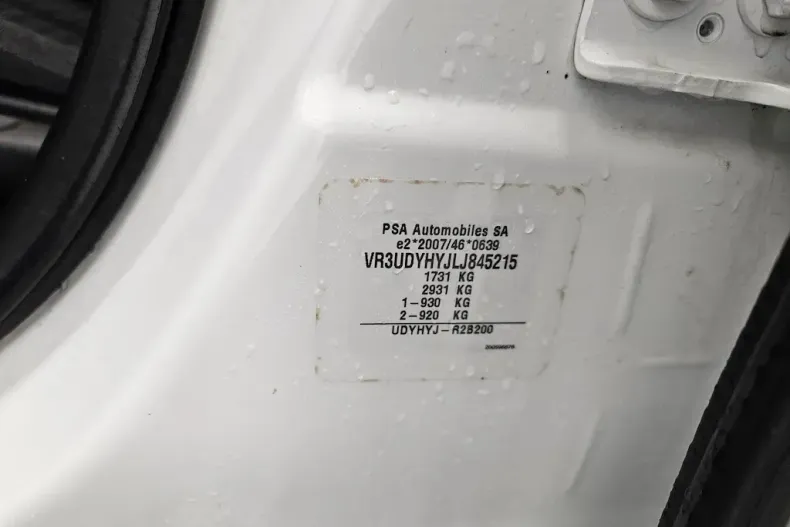 PSA Automobiles SA
e2*2007/46*0639
VR3UDYHYJLJ845215
1731 KG
2931 KG
1-930 KG
2-920 KG
UDYHYJ-R2B200